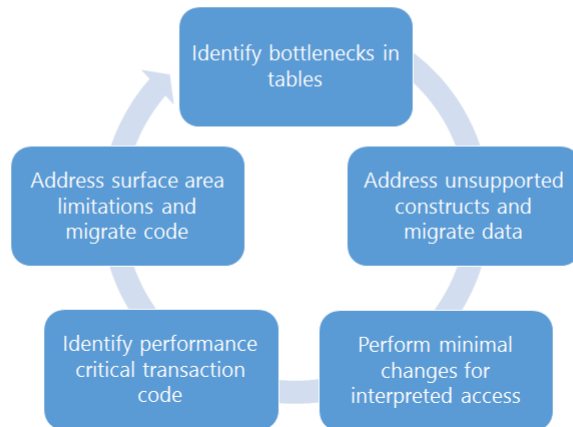 Identify bottlenecks in
tables
Address unsupported
constructs and
migrate data
Perform minimal
changes for
interpreted access
Identify performance
critical transaction
code
Address surface area
limitations and
migrate code